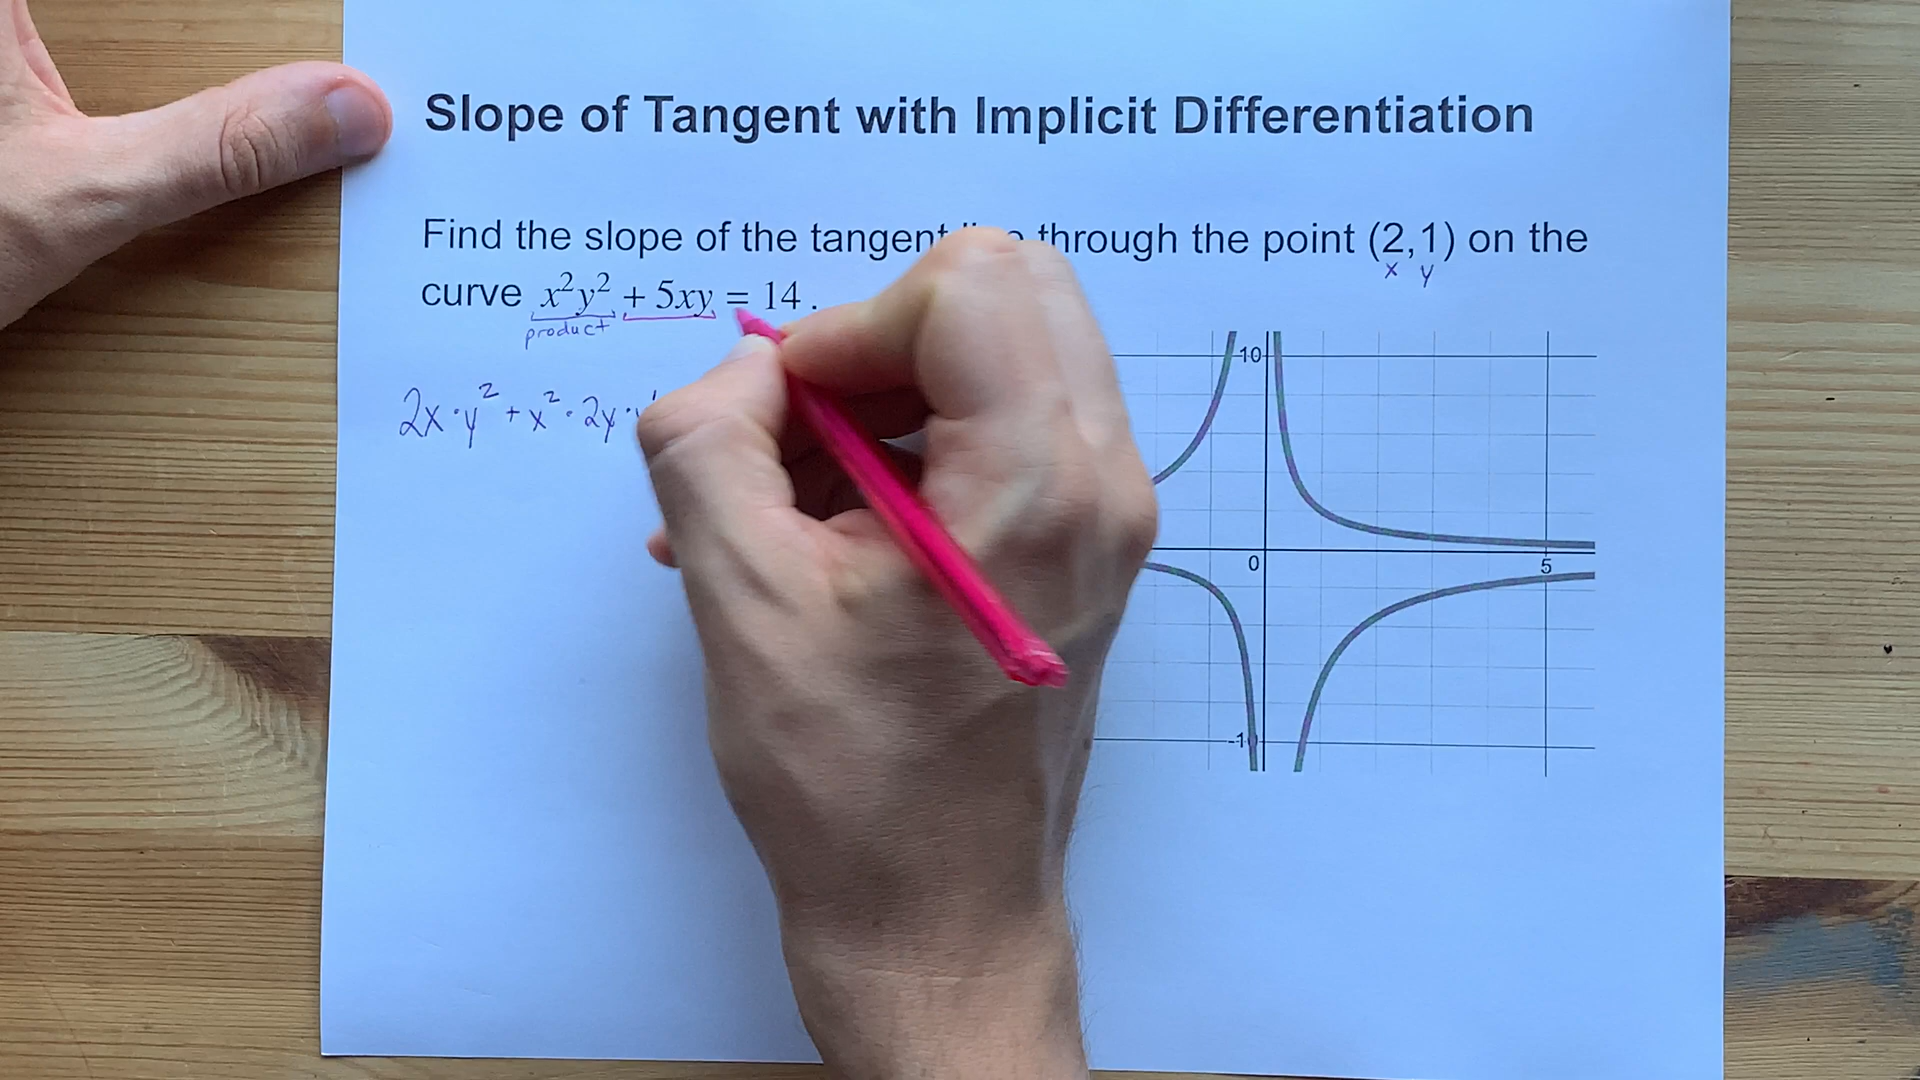 Slope of Tangent with Implicit Differentiation
Find the slope of the tangent through the point (2,1) on the
x y
curve x²y² + 5xy = 14.
product
2x·y² + x²·2y·
10
0
5